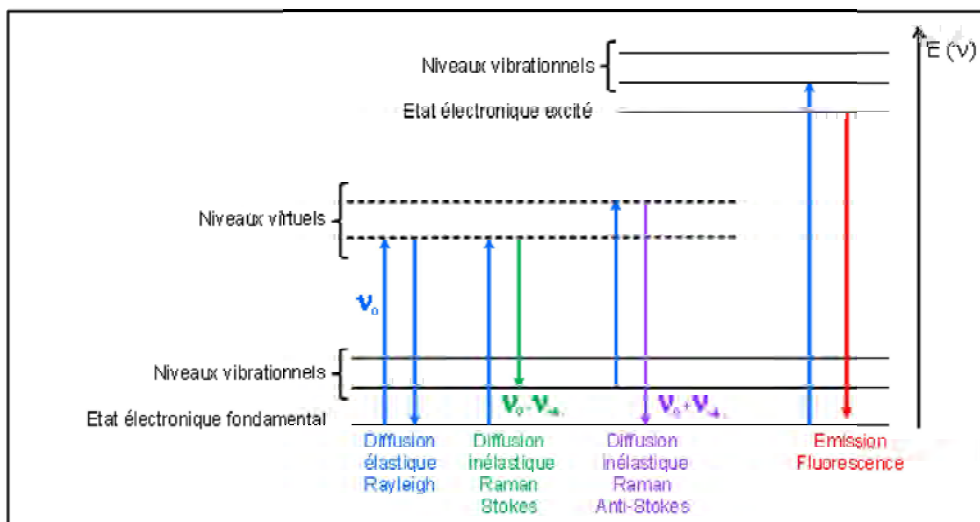 E (ν)
Niveaux vibrationnels
Etat électronique excité
Niveaux virtuels
ν₀
Niveaux vibrationnels
Etat électronique fondamental
Diffusion
élastique
Rayleigh
Diffusion
inélastique
Raman
Stokes
Diffusion
inélastique
Raman
Anti-Stokes
Emission
Fluorescence